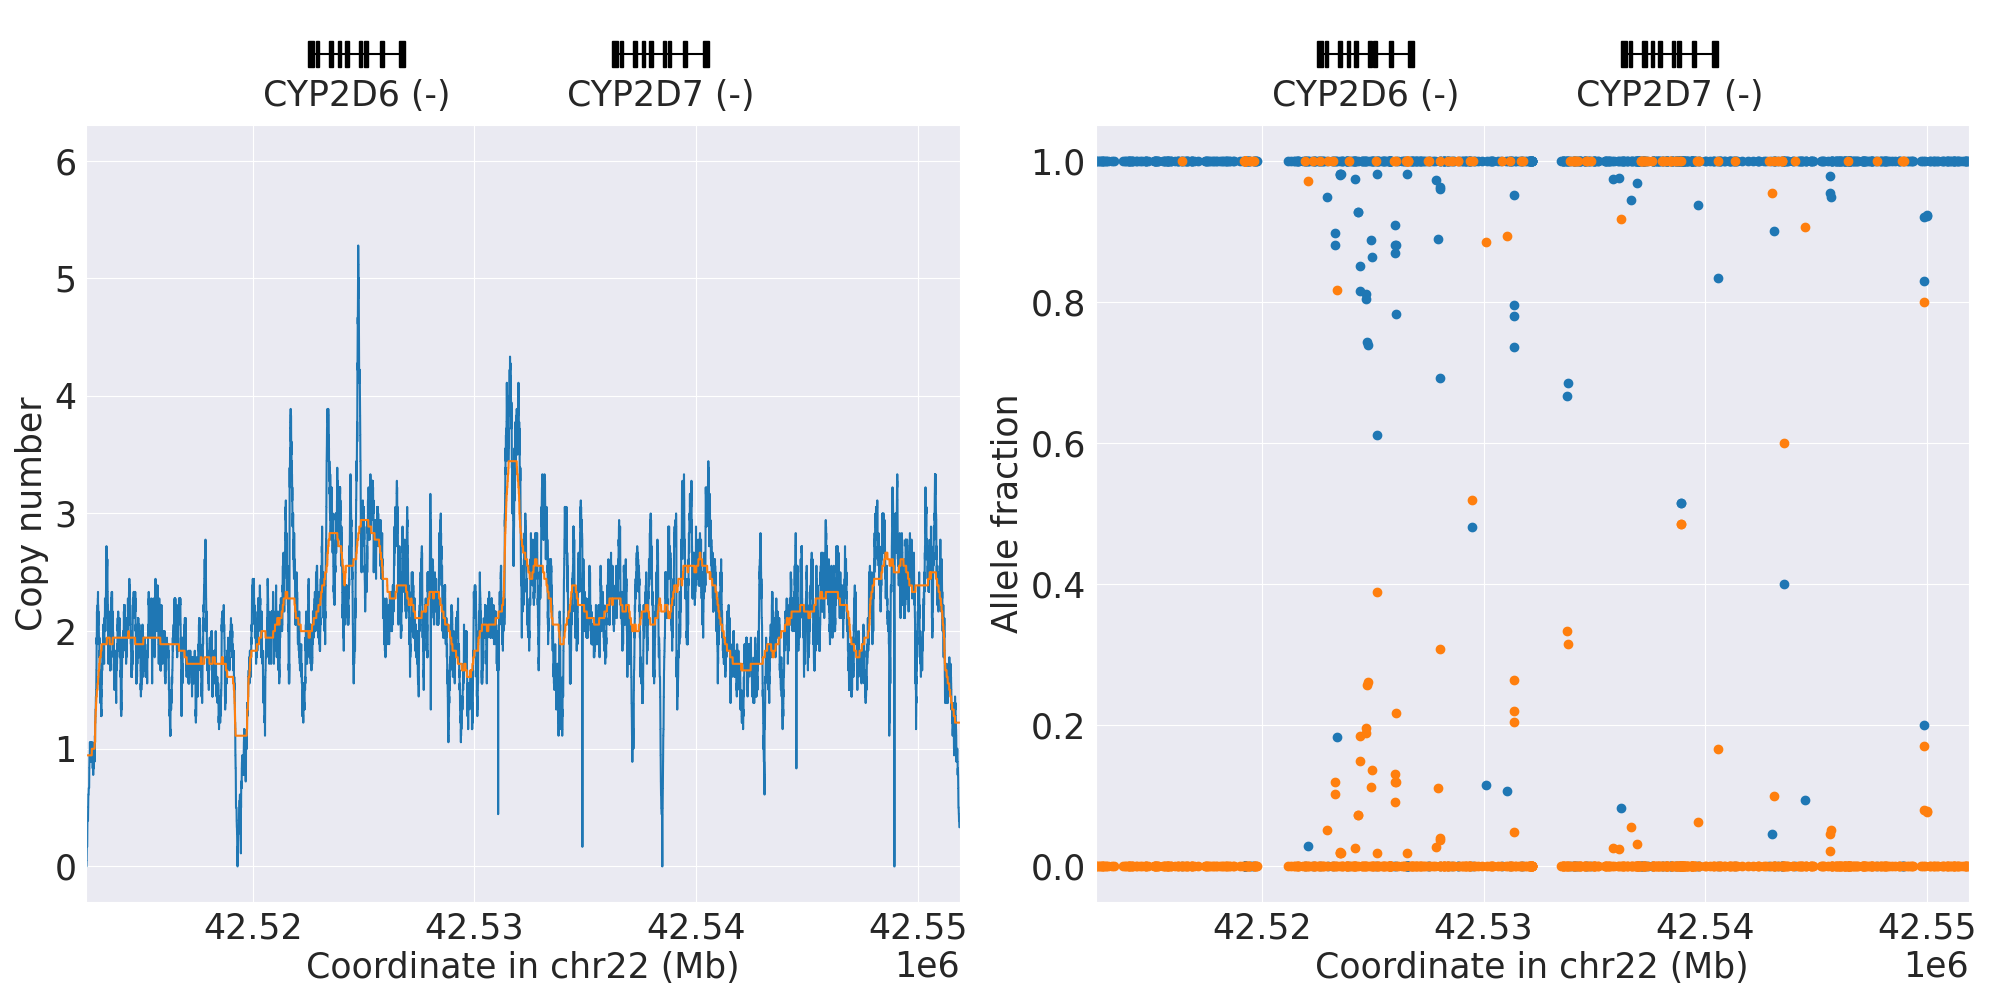 CYP2D6 (-) CYP2D7 (-)
6
5
4
3
2
1
0
Copy number
42.52 42.53 42.54 42.55
Coordinate in chr22 (Mb) 1e6
CYP2D6 (-) CYP2D7 (-)
1.0
0.8
0.6
0.4
0.2
0.0
Allele fraction
42.52 42.53 42.54 42.55
Coordinate in chr22 (Mb) 1e6